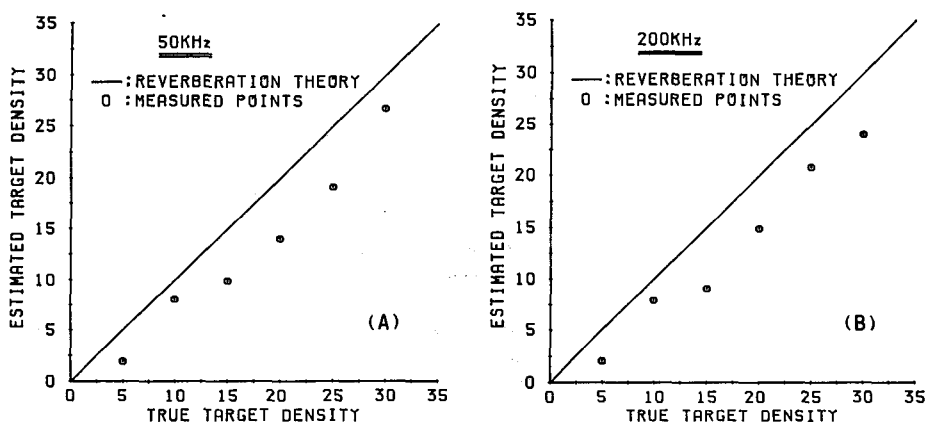 35
30
25
20
15
10
5
0
ESTIMATED TARGET DENSITY
50KHz
—:REVERBERATION THEORY
O :MEASURED POINTS
(A)
0 5 10 15 20 25 30 35
TRUE TARGET DENSITY
35
30
25
20
15
10
5
0
ESTIMATED TARGET DENSITY
200KHz
—:REVERBERATION THEORY
O :MEASURED POINTS
(B)
0 5 10 15 20 25 30 35
TRUE TARGET DENSITY